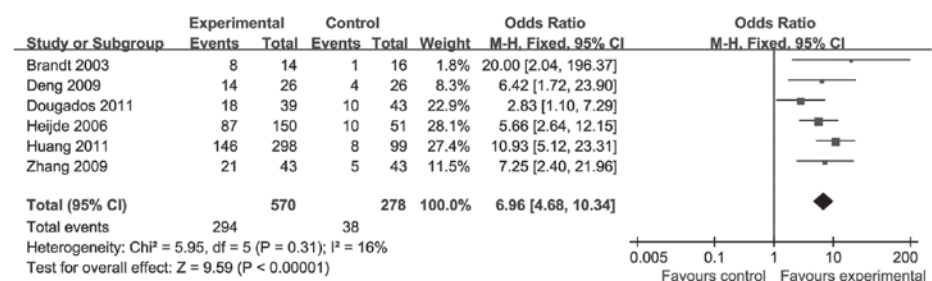 Experimental Control Odds Ratio Odds Ratio
Study or Subgroup Events Total Events Total Weight M-H, Fixed, 95% CI M-H, Fixed, 95% CI
Brandt 2003 8 14 1 16 1.8% 20.00 [2.04, 196.37]
Deng 2009 14 26 4 26 8.3% 6.42 [1.72, 23.90]
Dougados 2011 18 39 10 43 22.9% 2.83 [1.10, 7.29]
Heijde 2006 87 150 10 51 28.1% 5.66 [2.64, 12.15]
Huang 2011 146 298 8 99 27.4% 10.93 [5.12, 23.31]
Zhang 2009 21 43 5 43 11.5% 7.25 [2.40, 21.96]
Total (95% CI) 570 278 100.0% 6.96 [4.68, 10.34]
Total events 294 38
Heterogeneity: Chi² = 5.95, df = 5 (P = 0.31); I² = 16%
Test for overall effect: Z = 9.59 (P < 0.00001)
0.005 0.1 1 10 200
Favours control Favours experimental